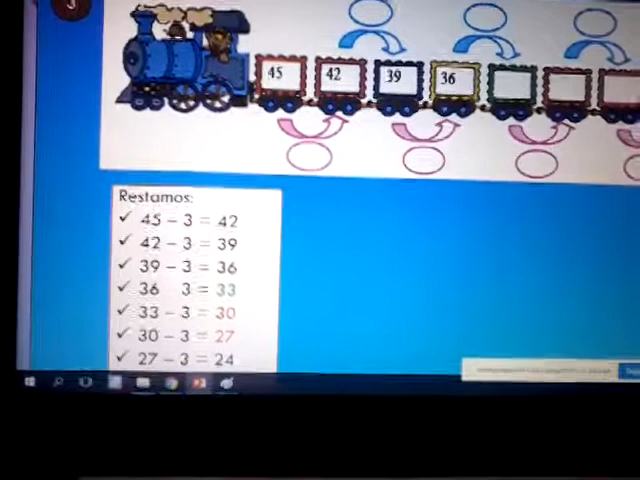 45 42 39 36
Restamos:
✓ 45 – 3 = 42
✓ 42 – 3 = 39
✓ 39 – 3 = 36
✓ 36 3 = 33
✓ 33 – 3 = 30
✓ 30 – 3 = 27
✓ 27 – 3 = 24